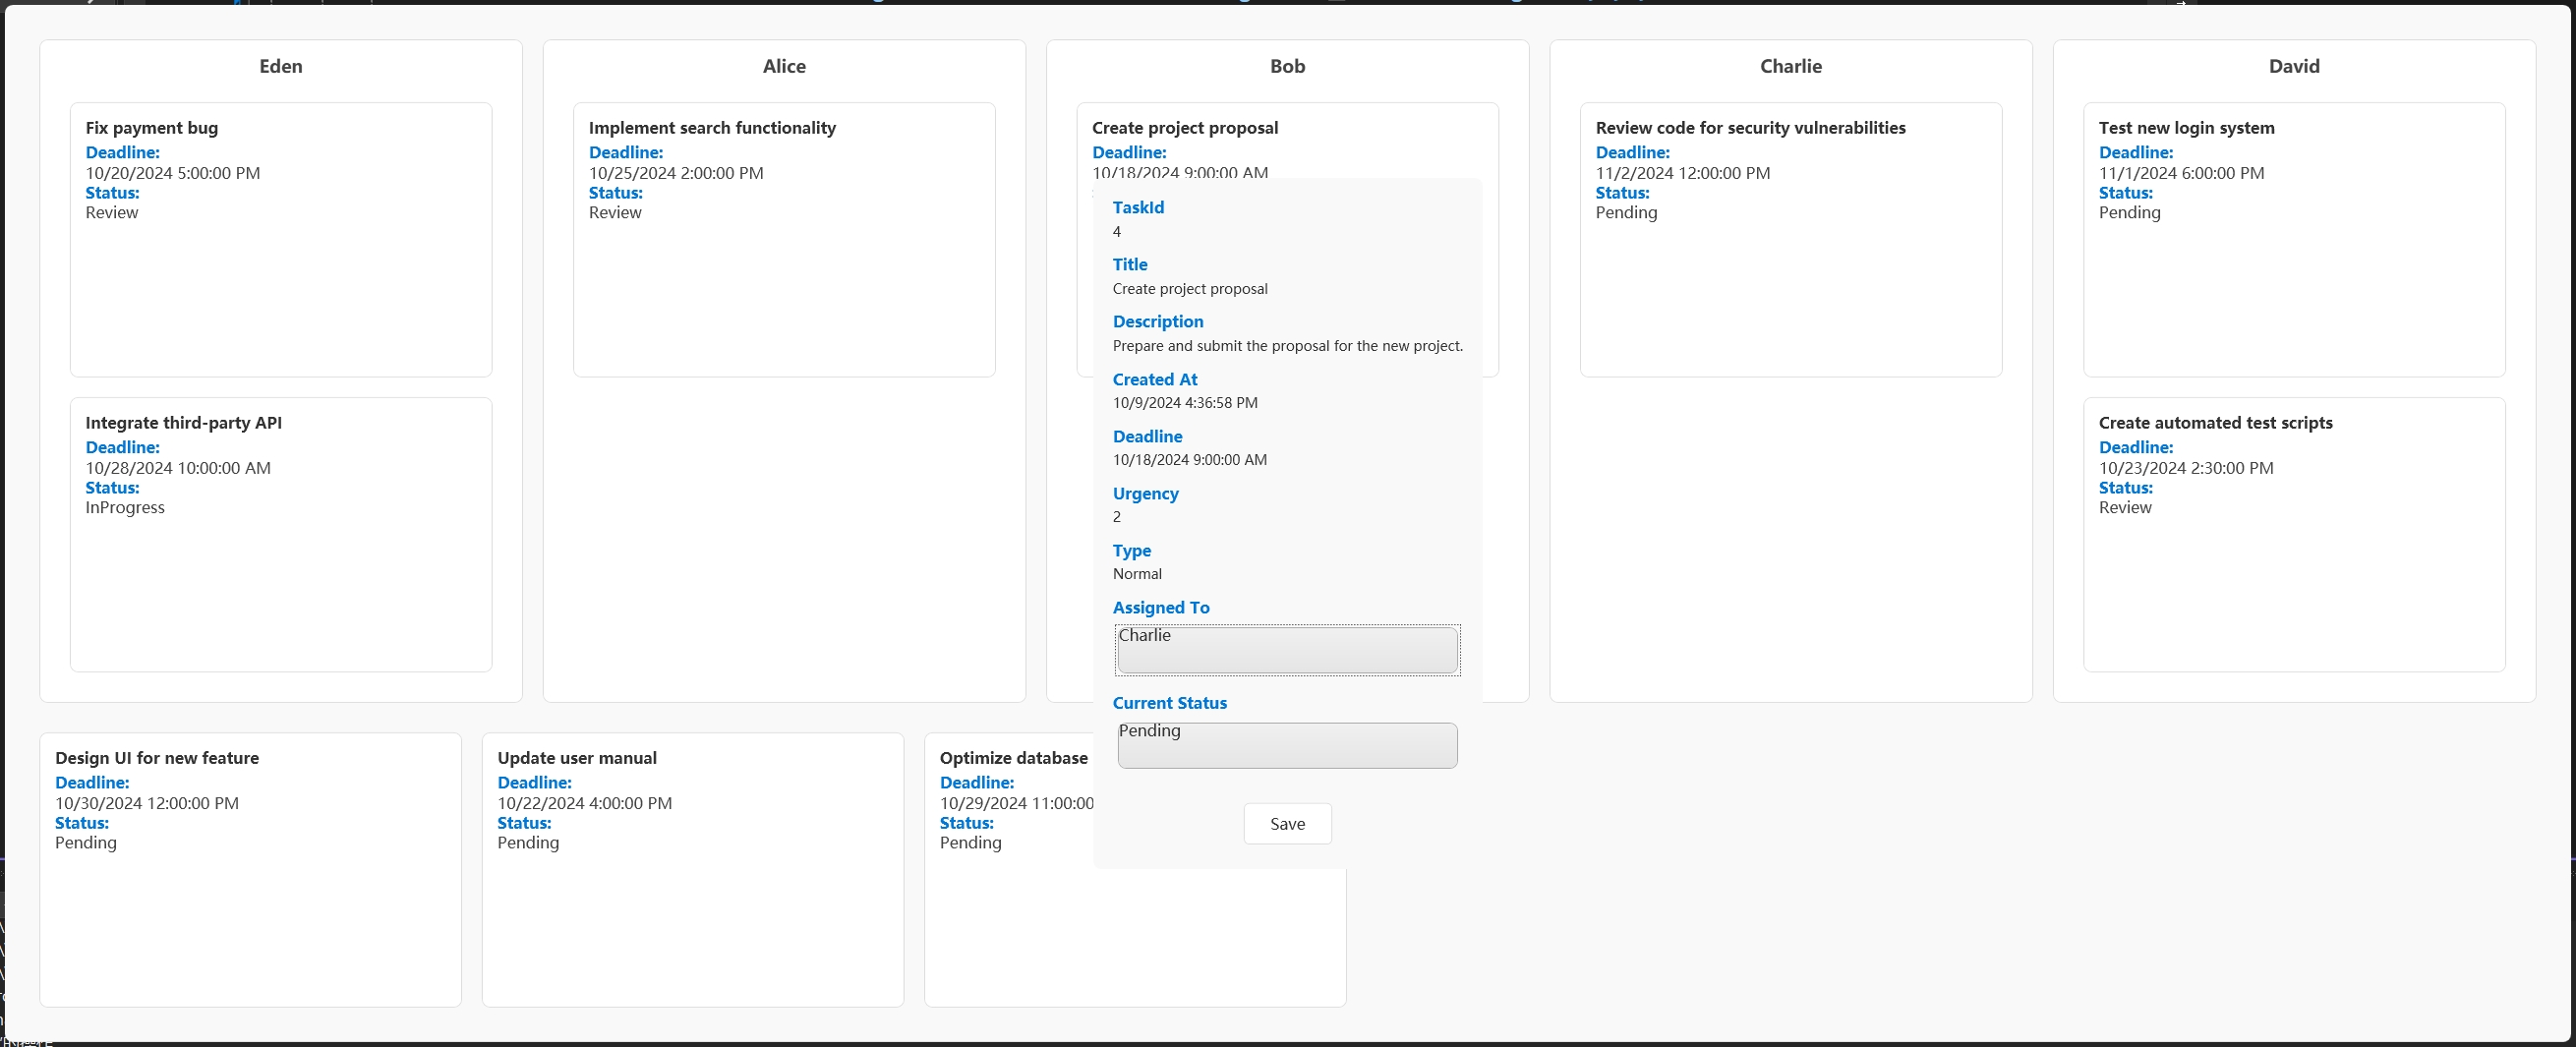 Eden
Fix payment bug
Deadline:
10/20/2024 5:00:00 PM
Status:
Review
Integrate third-party API
Deadline:
10/28/2024 10:00:00 AM
Status:
InProgress
Alice
Implement search functionality
Deadline:
10/25/2024 2:00:00 PM
Status:
Review
Bob
Create project proposal
Deadline:
10/18/2024 9:00:00 AM
TaskId
4
Title
Create project proposal
Description
Prepare and submit the proposal for the new project.
Created At
10/9/2024 4:36:58 PM
Deadline
10/18/2024 9:00:00 AM
Urgency
2
Type
Normal
Assigned To
Charlie
Current Status
Pending
Save
Charlie
Review code for security vulnerabilities
Deadline:
11/2/2024 12:00:00 PM
Status:
Pending
David
Test new login system
Deadline:
11/1/2024 6:00:00 PM
Status:
Pending
Create automated test scripts
Deadline:
10/23/2024 2:30:00 PM
Status:
Review
Design UI for new feature
Deadline:
10/30/2024 12:00:00 PM
Status:
Pending
Update user manual
Deadline:
10/22/2024 4:00:00 PM
Status:
Pending
Optimize database
Deadline:
10/29/2024 11:00:00
Status:
Pending